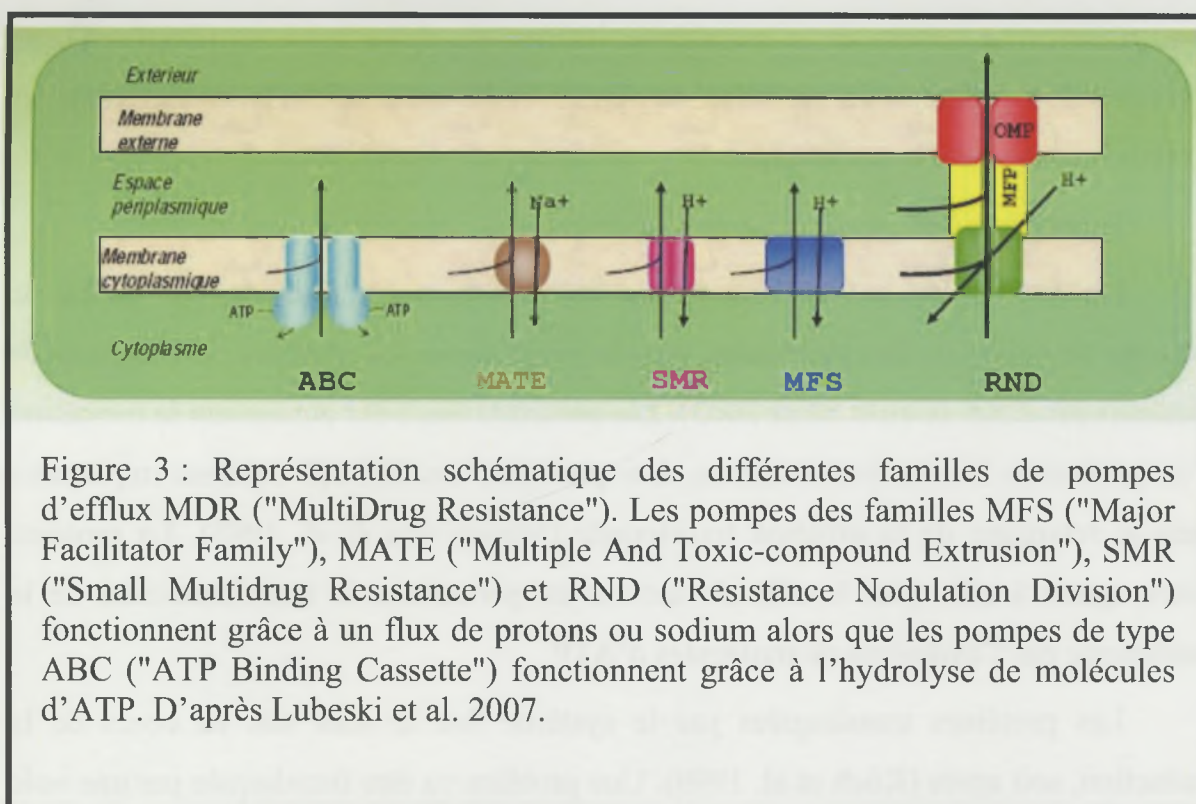 Extérieur
Membrane
externe
OMP
Espace
périplasmique
Na+
H+
H+
MFP
H+
Membrane
cytoplasmique
ATP
ATP
Cytoplasme
ABC
MATE
SMR
MFS
RND
Figure 3 : Représentation schématique des différentes familles de pompes
d'efflux MDR ("MultiDrug Resistance"). Les pompes des familles MFS ("Major
Facilitator Family"), MATE ("Multiple And Toxic-compound Extrusion"), SMR
("Small Multidrug Resistance") et RND ("Resistance Nodulation Division")
fonctionnent grâce à un flux de protons ou sodium alors que les pompes de type
ABC ("ATP Binding Cassette") fonctionnent grâce à l'hydrolyse de molécules
d'ATP. D'après Lubeski et al. 2007.